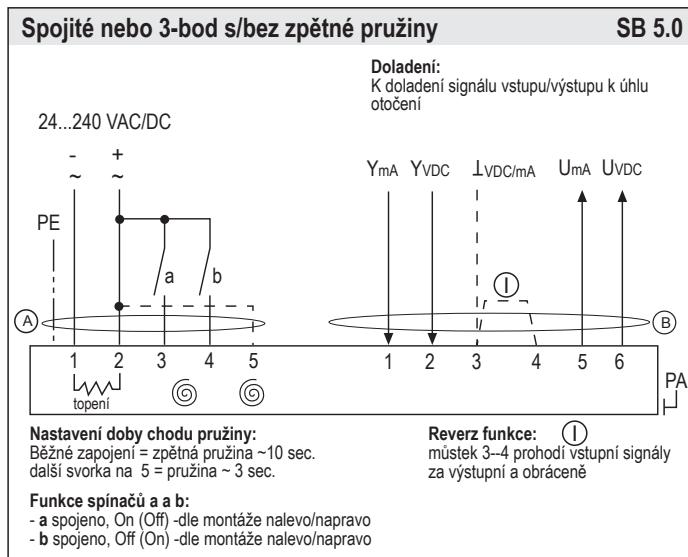 Spojité nebo 3-bod s/bez zpětné pružiny SB 5.0
Doladení:
K doladení signálu vstupu/výstupu k úhlu
otočení
24...240 VAC/DC
- +
~ ~
PE
a b
YmA YVDC ⊥VDC/mA UmA UVDC
I
A
B
1 2 3 4 5
topení
1 2 3 4 5 6
PA
Nastavení doby chodu pružiny:
Běžné zapojení = zpětná pružina ~10 sec.
další svorka na 5 = pružina ~ 3 sec.
Reverz funkce: I
můstek 3--4 prohodí vstupní signály
za výstupní a obráceně
Funkce spínačů a a b:
- a spojeno, On (Off) -dle montáže nalevo/napravo
- b spojeno, Off (On) -dle montáže nalevo/napravo